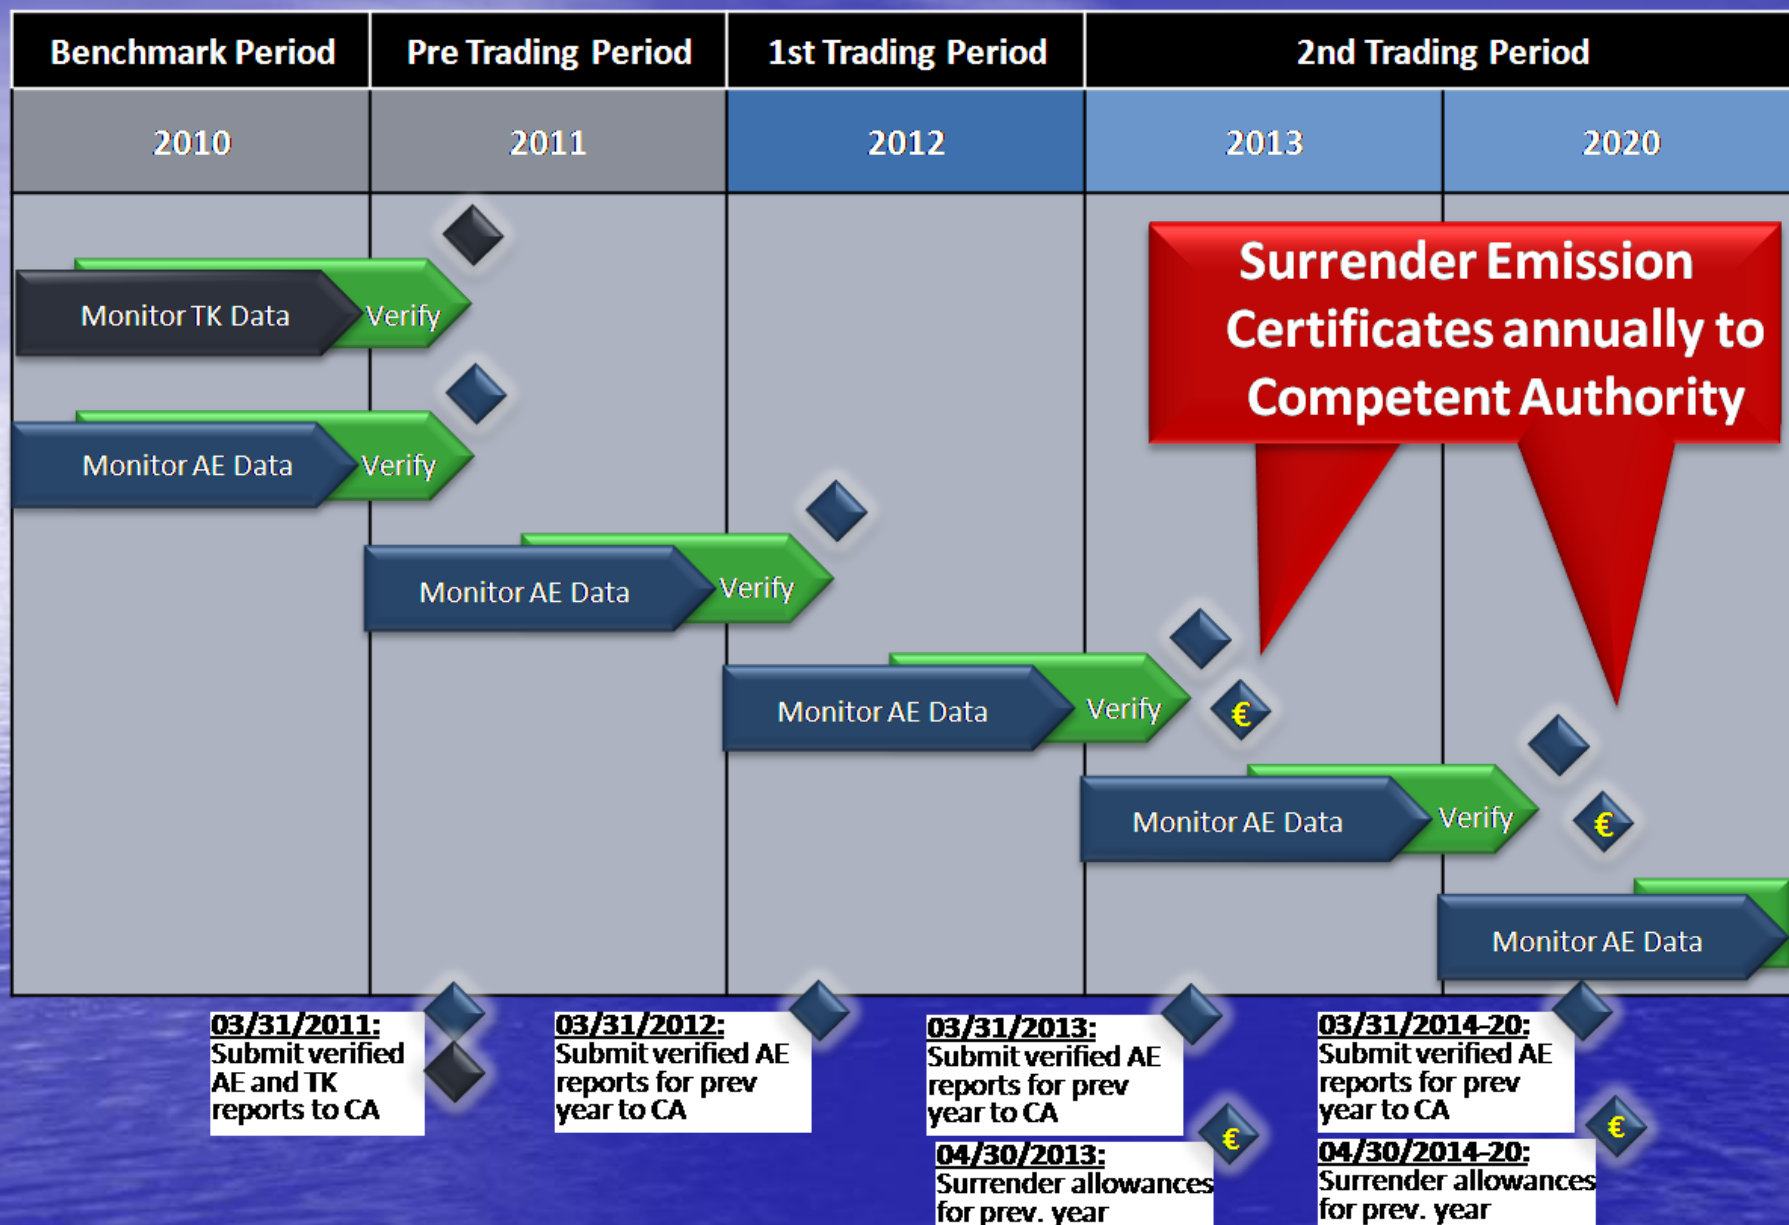 Benchmark Period
Pre Trading Period
1st Trading Period
2nd Trading Period
2010
2011
2012
2013
2020
Surrender Emission
Certificates annually to
Competent Authority
Monitor TK Data
Verify
Monitor AE Data
Verify
Monitor AE Data
Verify
Monitor AE Data
Verify
€
Monitor AE Data
Verify
€
Monitor AE Data
03/31/2011:
Submit verified
AE and TK
reports to CA
03/31/2012:
Submit verified AE
reports for prev
year to CA
03/31/2013:
Submit verified AE
reports for prev
year to CA
€
04/30/2013:
Surrender allowances
for prev. year
03/31/2014-20:
Submit verified AE
reports for prev
year to CA
€
04/30/2014-20:
Surrender allowances
for prev. year